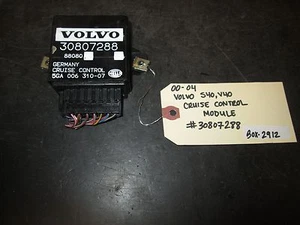 VOLVO
30807288
88080
GERMANY
CRUISE CONTROL
5GA 006 310-07
00-04
VOLVO S40, V40
CRUISE CONTROL
MODULE
#30807288
BOX-2912